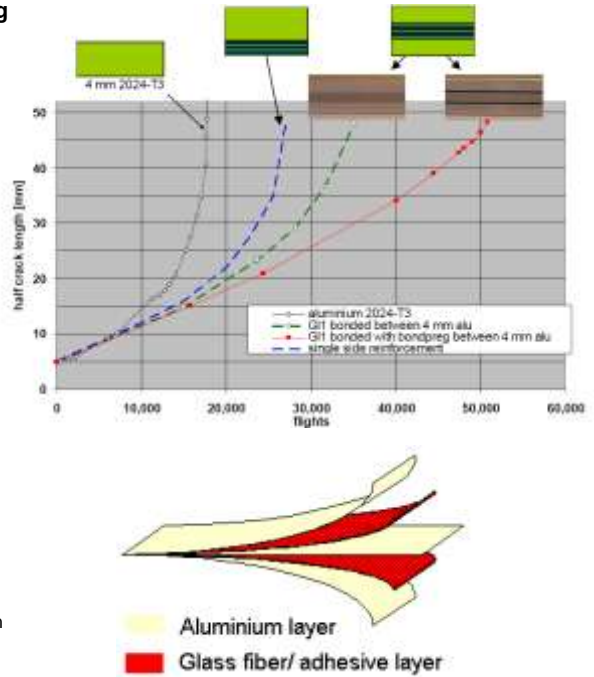 g
4 mm 2024-T3
50
40
30
20
10
0
half crack length [mm]
aluminium 2024-T3
Gl1 bonded between 4 mm alu
Gl1 bonded with bondpreg between 4 mm alu
single side reinforcement
0 10,000 20,000 30,000 40,000 50,000 60,000
flights
n
Aluminium layer
Glass fiber/ adhesive layer